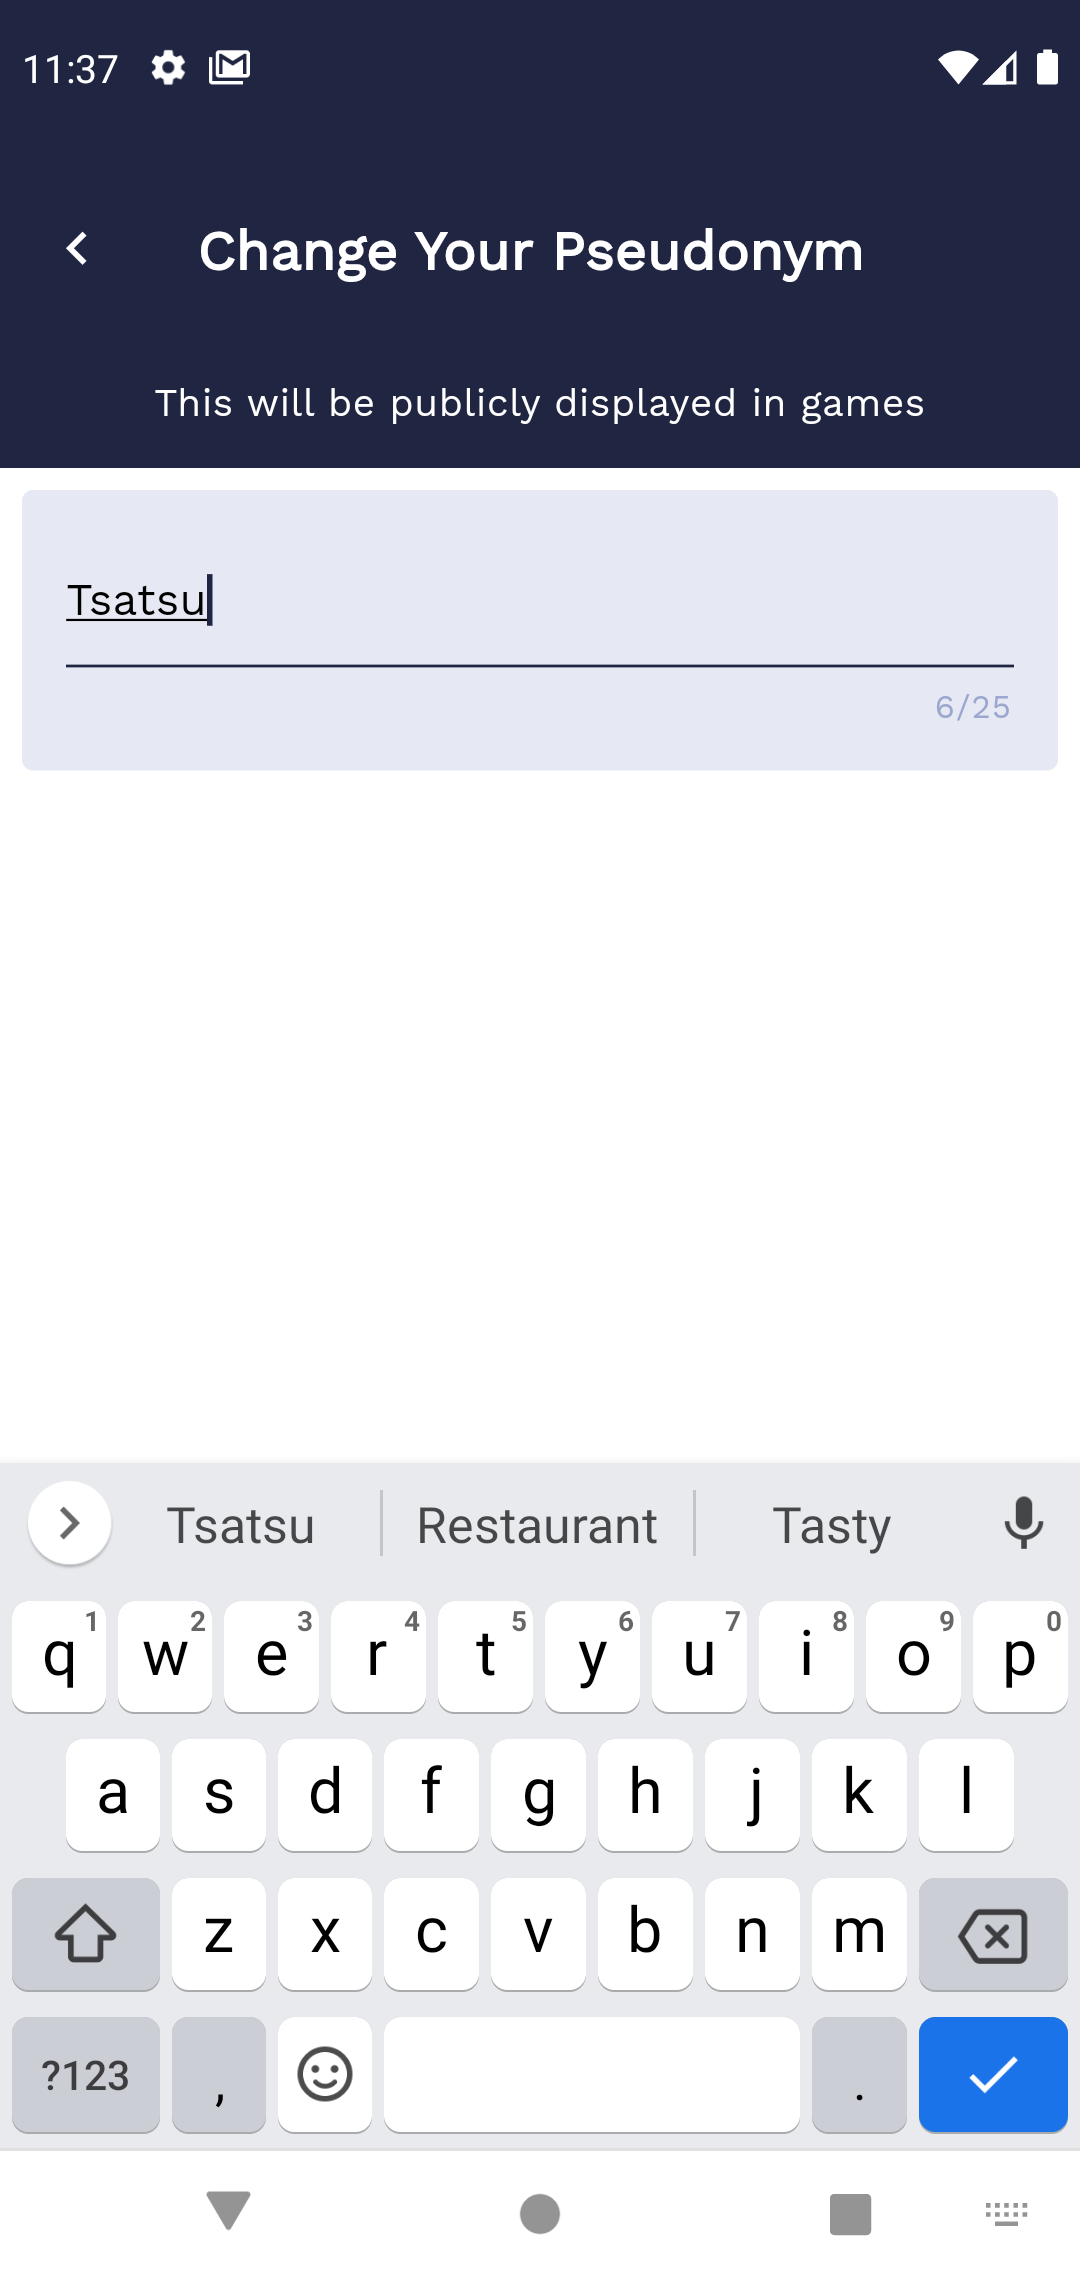 11:37
Change Your Pseudonym
This will be publicly displayed in games
Tsatsu
6/25
Tsatsu Restaurant Tasty
q 1 w 2 e 3 r 4 t 5 y 6 u 7 i 8 o 9 p 0
a s d f g h j k l
z x c v b n m
?123 , .